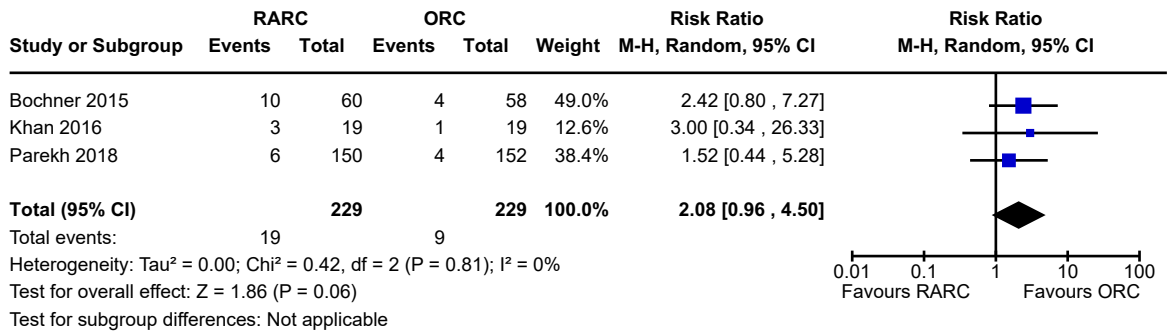 RARC ORC Risk Ratio Risk Ratio
Study or Subgroup Events Total Events Total Weight M-H, Random, 95% CI M-H, Random, 95% CI
Bochner 2015 10 60 4 58 49.0% 2.42 [0.80 , 7.27]
Khan 2016 3 19 1 19 12.6% 3.00 [0.34 , 26.33]
Parekh 2018 6 150 4 152 38.4% 1.52 [0.44 , 5.28]
Total (95% CI) 229 229 100.0% 2.08 [0.96 , 4.50]
Total events: 19 9
Heterogeneity: Tau² = 0.00; Chi² = 0.42, df = 2 (P = 0.81); I² = 0%
Test for overall effect: Z = 1.86 (P = 0.06)
Test for subgroup differences: Not applicable
0.01 0.1 1 10 100
Favours RARC Favours ORC